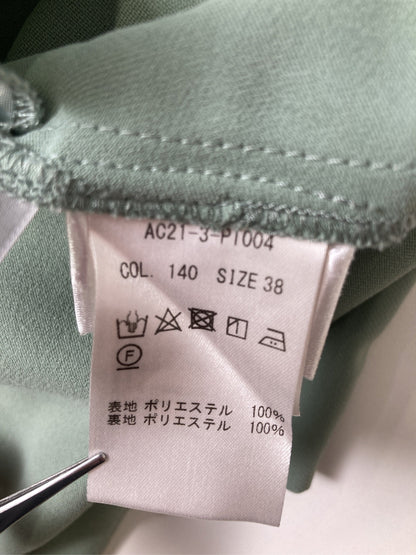 AC21-3-PT004
COL. 140 SIZE 38
F
表地 ポリエステル 100%
裏地 ポリエステル 100%